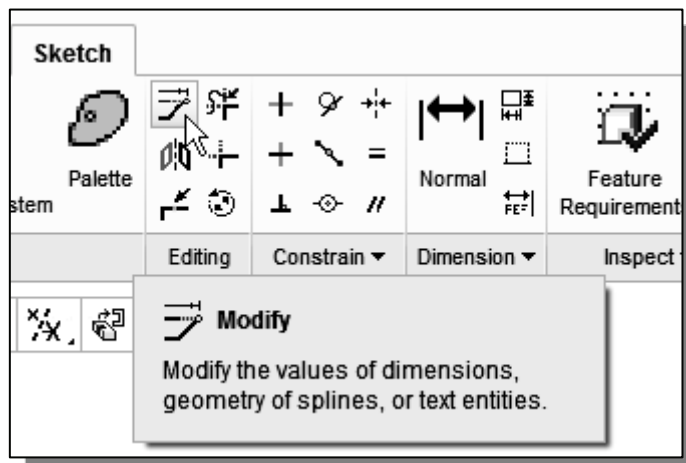 Sketch
Palette
stem
Normal
Feature
Requirement
Editing
Constrain
Dimension
Inspect
Modify
Modify the values of dimensions,
geometry of splines, or text entities.